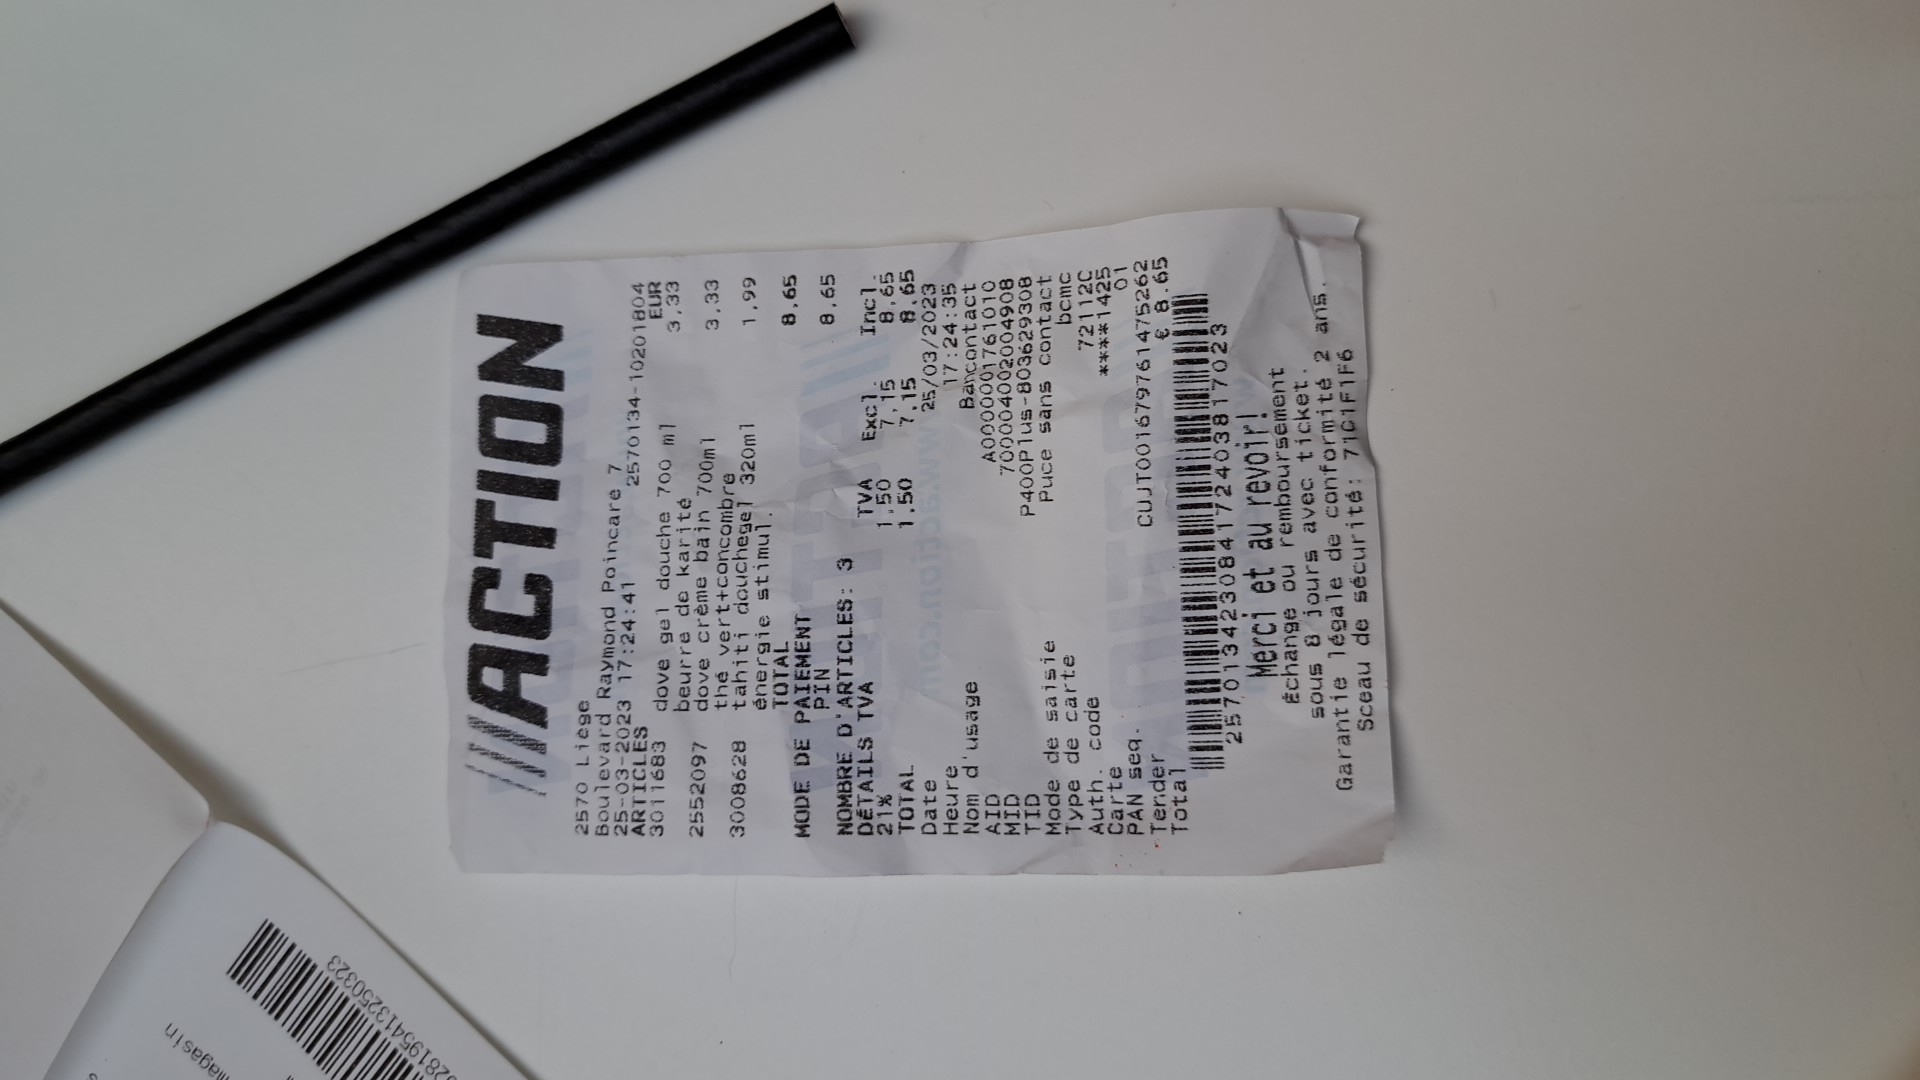 ///ACTION
2570 Liège
Boulevard Raymond Poincare 7
25-03-2023 17:24:41 2570134-10201804
ARTICLES EUR
3011683 dove gel douche 700 ml 3,33
beurre de karité
2552097 dove crème bain 700ml 3,33
thé vert+concombre
3008628 tahiti douchegel 320ml 1,99
énergie stimul.
TOTAL 8,65
MODE DE PAIEMENT
PIN 8,65
NOMBRE D'ARTICLES: 3
DÉTAILS TVA TVA Excl. Incl.
21% 1,50 7,15 8,65
TOTAL 1,50 7,15 8,65
Date 25/03/2023
Heure 17:24:35
Nom d'usage Bancontact
AID A0000001761010
MID 700004002004908
TID P400Plus-803629308
Mode de saisie Puce sans contact
Type de carte bcmc
Auth. code 72112C
Carte ****1425
PAN seq. 01
Tender CUJT001679761475262
Total € 8.65
257013423084172403817023
Merci et au revoir!
Échange ou remboursement
sous 8 jours avec ticket.
Garantie légale de conformité 2 ans.
Sceau de sécurité: 71C1F1F6
28195413250323
magasin